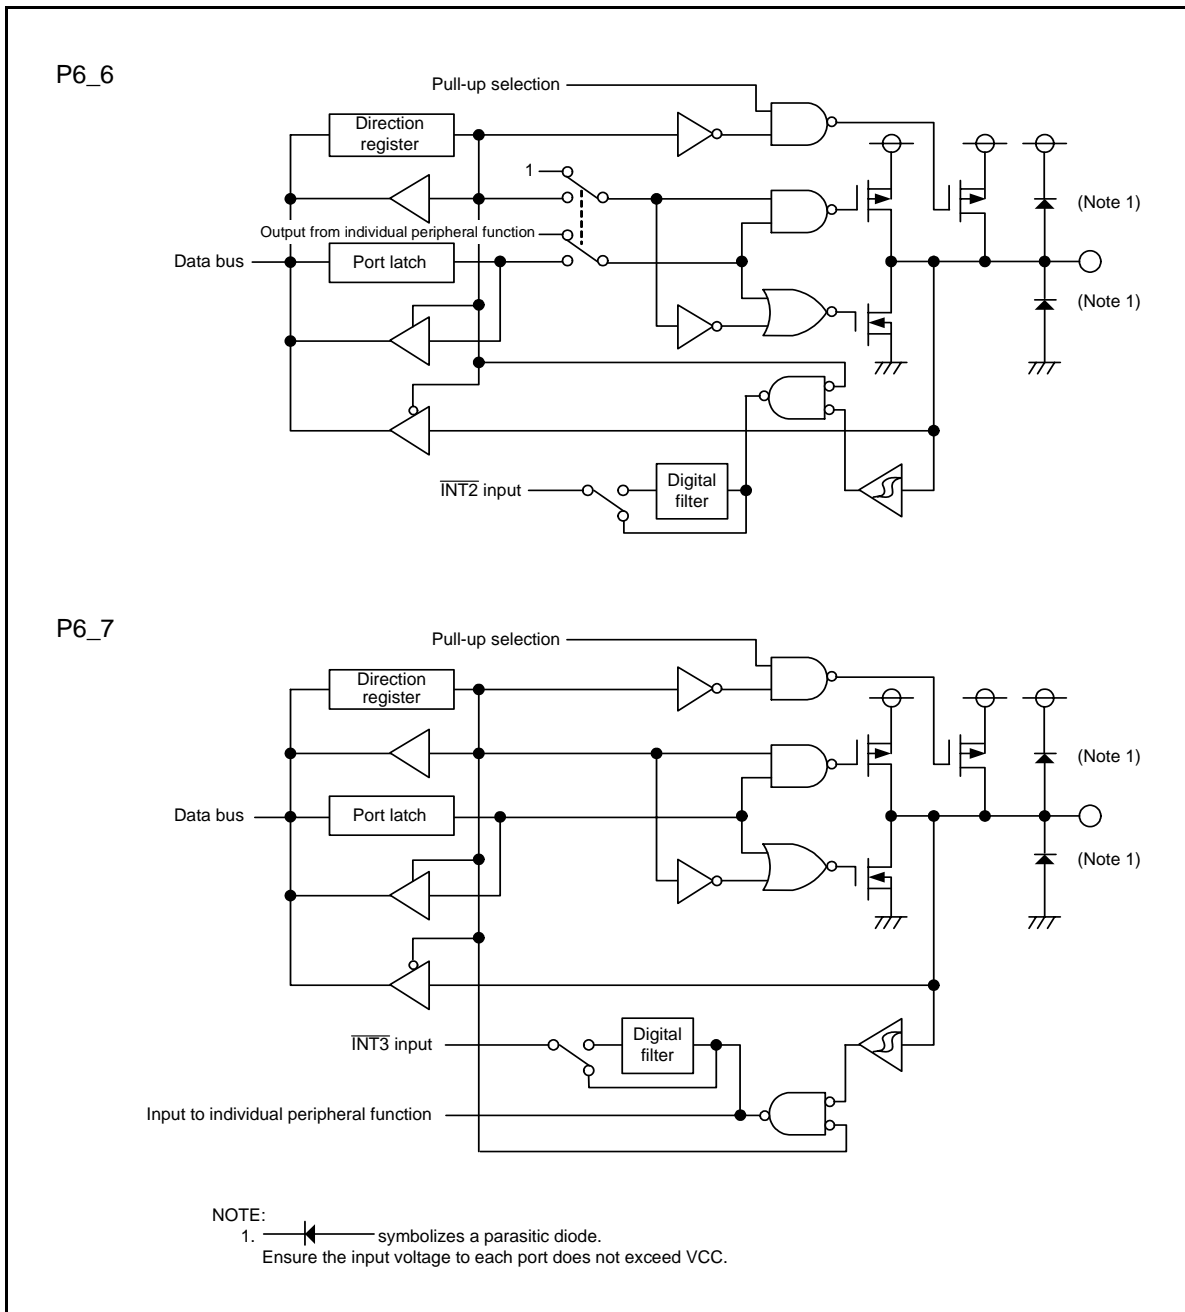 P6_6
Pull-up selection
Direction
register
1
(Note 1)
Output from individual peripheral function
Data bus
Port latch
(Note 1)
INT2 input
Digital
filter
P6_7
Pull-up selection
Direction
register
(Note 1)
Data bus
Port latch
(Note 1)
INT3 input
Digital
filter
Input to individual peripheral function
NOTE:
1. symbolizes a parasitic diode.
Ensure the input voltage to each port does not exceed VCC.